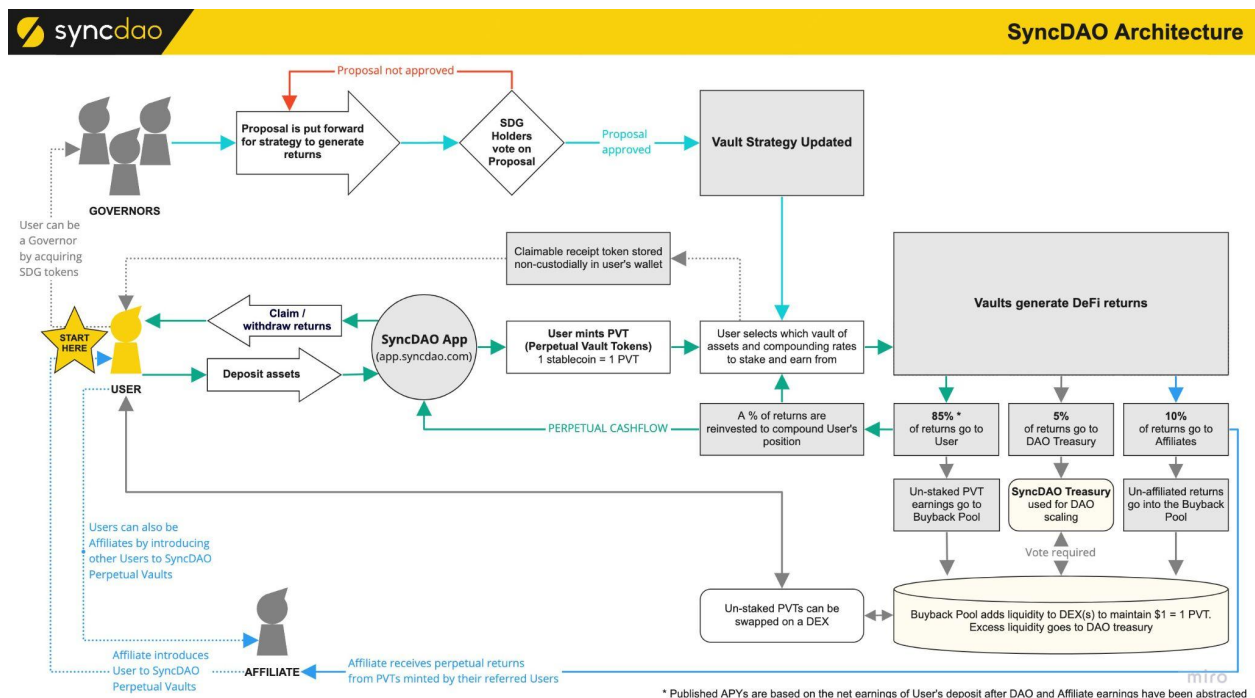 syncdao
SyncDAO Architecture
Proposal not approved
Proposal is put forward
for strategy to generate
returns
SDG
Holders
vote on
Proposal
Proposal
approved
Vault Strategy Updated
GOVERNORS
User can be
a Governor
by acquiring
SDG tokens
Claimable receipt token stored
non-custodially in user's wallet
Vaults generate DeFi returns
START
HERE
USER
Claim /
withdraw returns
Deposit assets
SyncDAO App
(app.syncdao.com)
User mints PVT
(Perpetual Vault Tokens)
1 stablecoin = 1 PVT
User selects which vault of
assets and compounding rates
to stake and earn from
PERPETUAL CASHFLOW
A % of returns are
reinvested to compound User's
position
85% *
of returns go to
User
5%
of returns go to
DAO Treasury
10%
of returns go to
Affiliates
Un-staked PVT
earnings go to
Buyback Pool
SyncDAO Treasury
used for DAO
scaling
Un-affiliated returns
go into the Buyback
Pool
Vote required
Users can also be
Affiliates by introducing
other Users to SyncDAO
Perpetual Vaults
Un-staked PVTs can be
swapped on a DEX
Buyback Pool adds liquidity to DEX(s) to maintain $1 = 1 PVT.
Excess liquidity goes to DAO treasury
Affiliate introduces
User to SyncDAO
Perpetual Vaults
AFFILIATE
Affiliate receives perpetual returns
from PVTs minted by their referred Users
miro
* Published APYs are based on the net earnings of User's deposit after DAO and Affiliate earnings have been abstracted